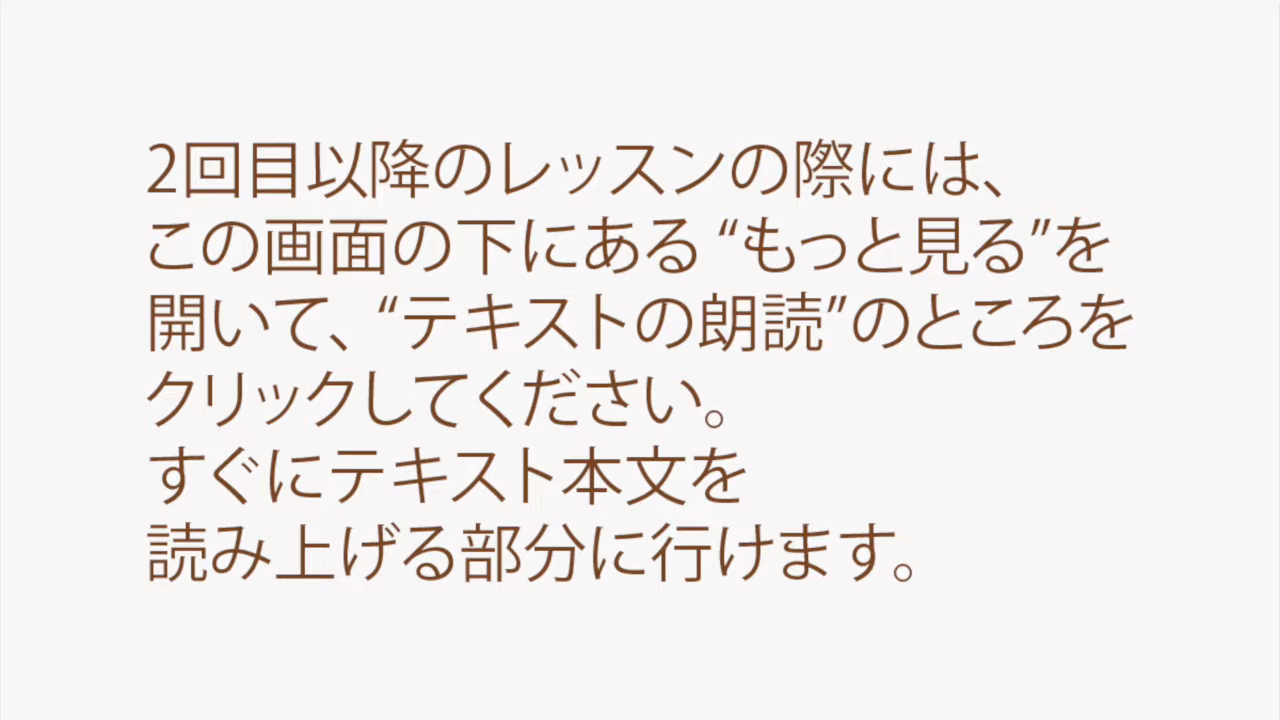 2回目以降のレッスンの際には、
この画面の下にある “もっと見る”を
開いて、“テキストの朗読”のところを
クリックしてください。
すぐにテキスト本文を
読み上げる部分に行けます。